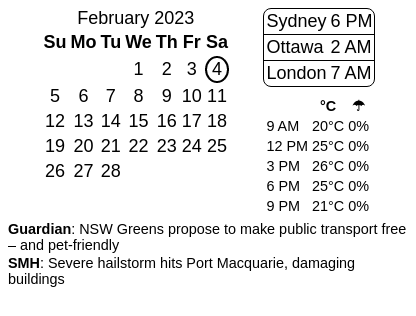 February 2023
Su Mo Tu We Th Fr Sa
1 2 3 4
5 6 7 8 9 10 11
12 13 14 15 16 17 18
19 20 21 22 23 24 25
26 27 28
Sydney 6 PM
Ottawa 2 AM
London 7 AM
°C ☂
9 AM 20°C 0%
12 PM 25°C 0%
3 PM 26°C 0%
6 PM 25°C 0%
9 PM 21°C 0%
Guardian: NSW Greens propose to make public transport free
– and pet-friendly
SMH: Severe hailstorm hits Port Macquarie, damaging
buildings